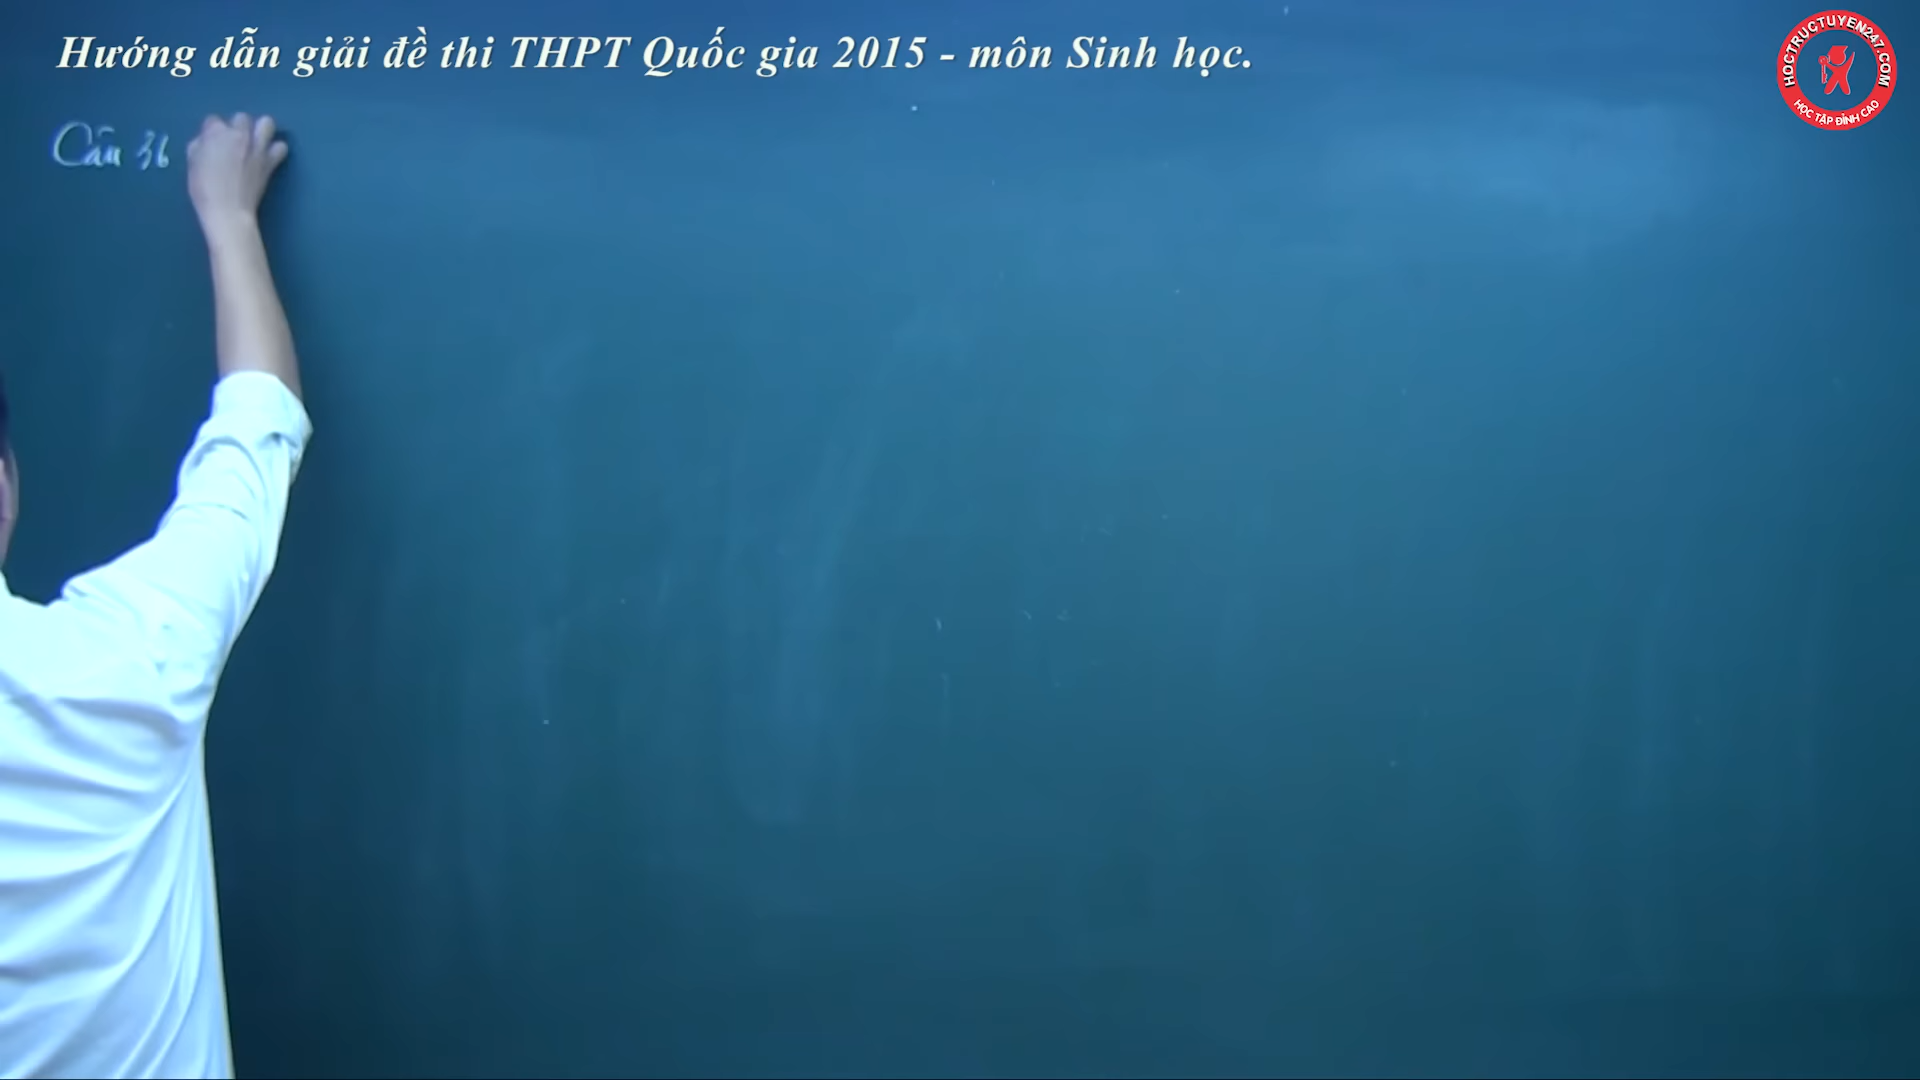 Hướng dẫn giải đề thi THPT Quốc gia 2015 - môn Sinh học.
HOCTRUCTUYEN247.COM
HỌC TẬP ĐỈNH CAO
Câu 36